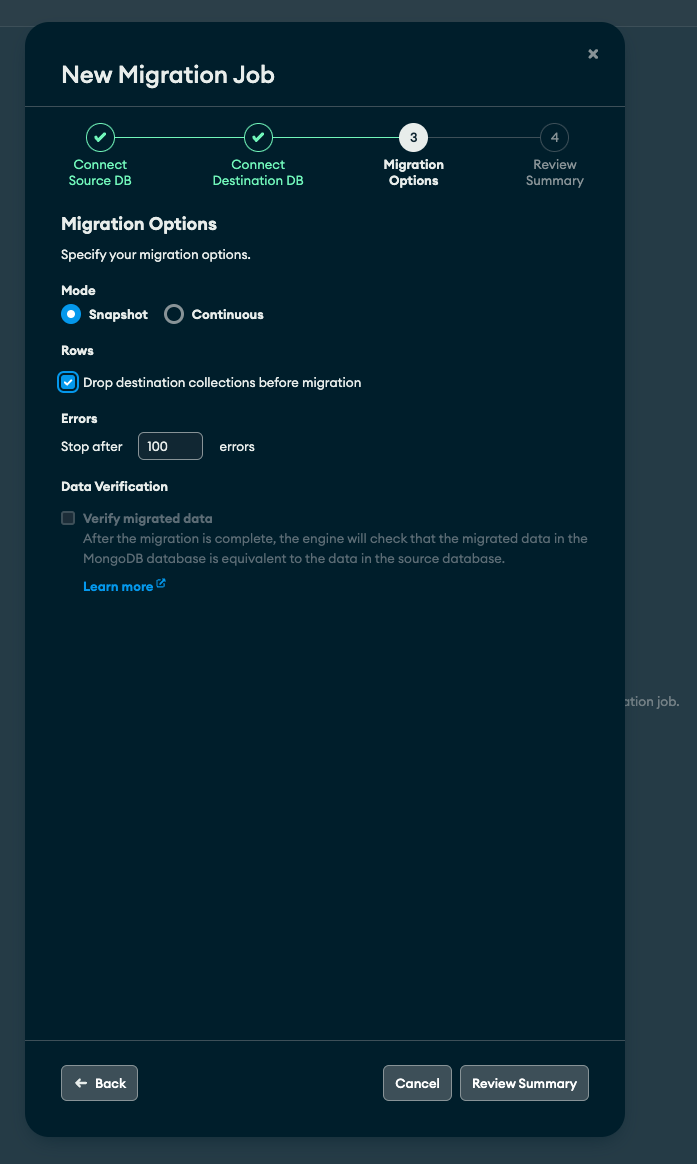 New Migration Job
3
4
Connect
Source DB
Connect
Destination DB
Migration
Options
Review
Summary
Migration Options
Specify your migration options.
Mode
Snapshot
Continuous
Rows
Drop destination collections before migration
Errors
Stop after 100 errors
Data Verification
Verify migrated data
After the migration is complete, the engine will check that the migrated data in the
MongoDB database is equivalent to the data in the source database.
Learn more
ation job.
Back
Cancel
Review Summary